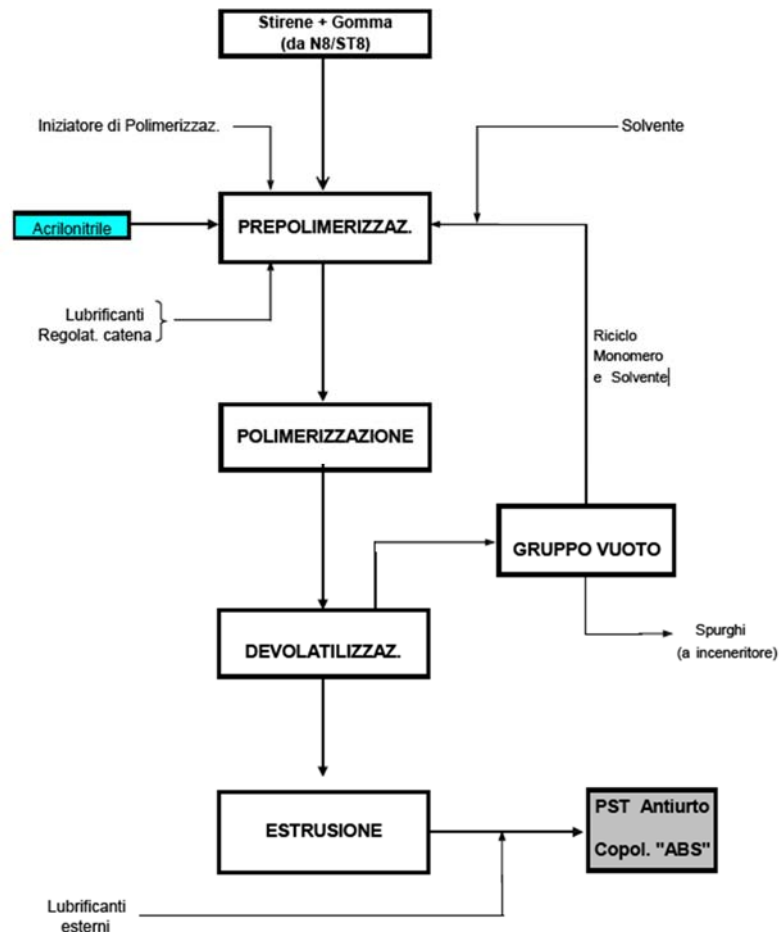 Stirene + Gomma
(da N8/ST8)
Iniziatore di Polimerizzaz.
Solvente
Acrilonitrile
PREPOLIMERIZZAZ.
Lubrificanti
Regolat. catena
Riciclo
Monomero
e Solvente
POLIMERIZZAZIONE
GRUPPO VUOTO
DEVOLATILIZZAZ.
Spurghi
(a inceneritore)
ESTRUSIONE
PST Antiurto
Copol. "ABS"
Lubrificanti
esterni